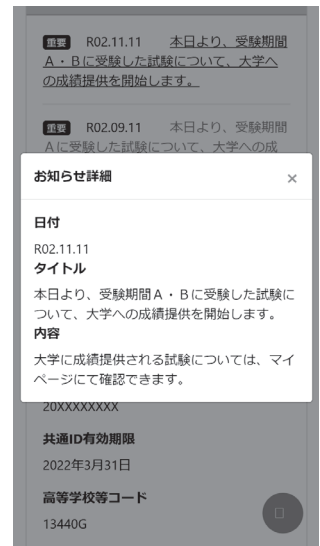 重要 R02.11.11 本日より、受験期間
A・Bに受験した試験について、大学へ
の成績提供を開始します。
重要 R02.09.11 本日より、受験期間
Aに受験した試験について、大学への成
お知らせ詳細 ×
日付
R02.11.11
タイトル
本日より、受験期間A・Bに受験した試験に
ついて、大学への成績提供を開始します。
内容
大学に成績提供される試験については、マイ
ページにて確認できます。
20XXXXXXXX
共通ID有効期限
2022年3月31日
高等学校等コード
13440G